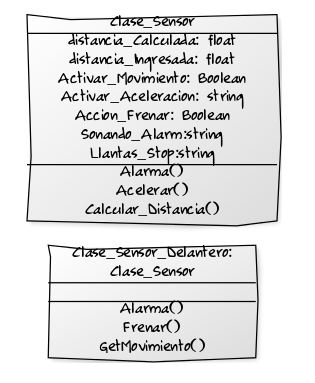 Clase_Sensor
distancia_Calculada: float
distancia_Ingresada: float
Activar_Movimiento: Boolean
Activar_Aceleracion: string
Accion_Frenar: Boolean
Sonando_Alarm:string
Llantas_Stop:string
Alarma()
Acelerar()
Calcular_Distancia()
Clase_Sensor_Delantero:
Clase_Sensor
Alarma()
Frenar()
GetMovimiento()